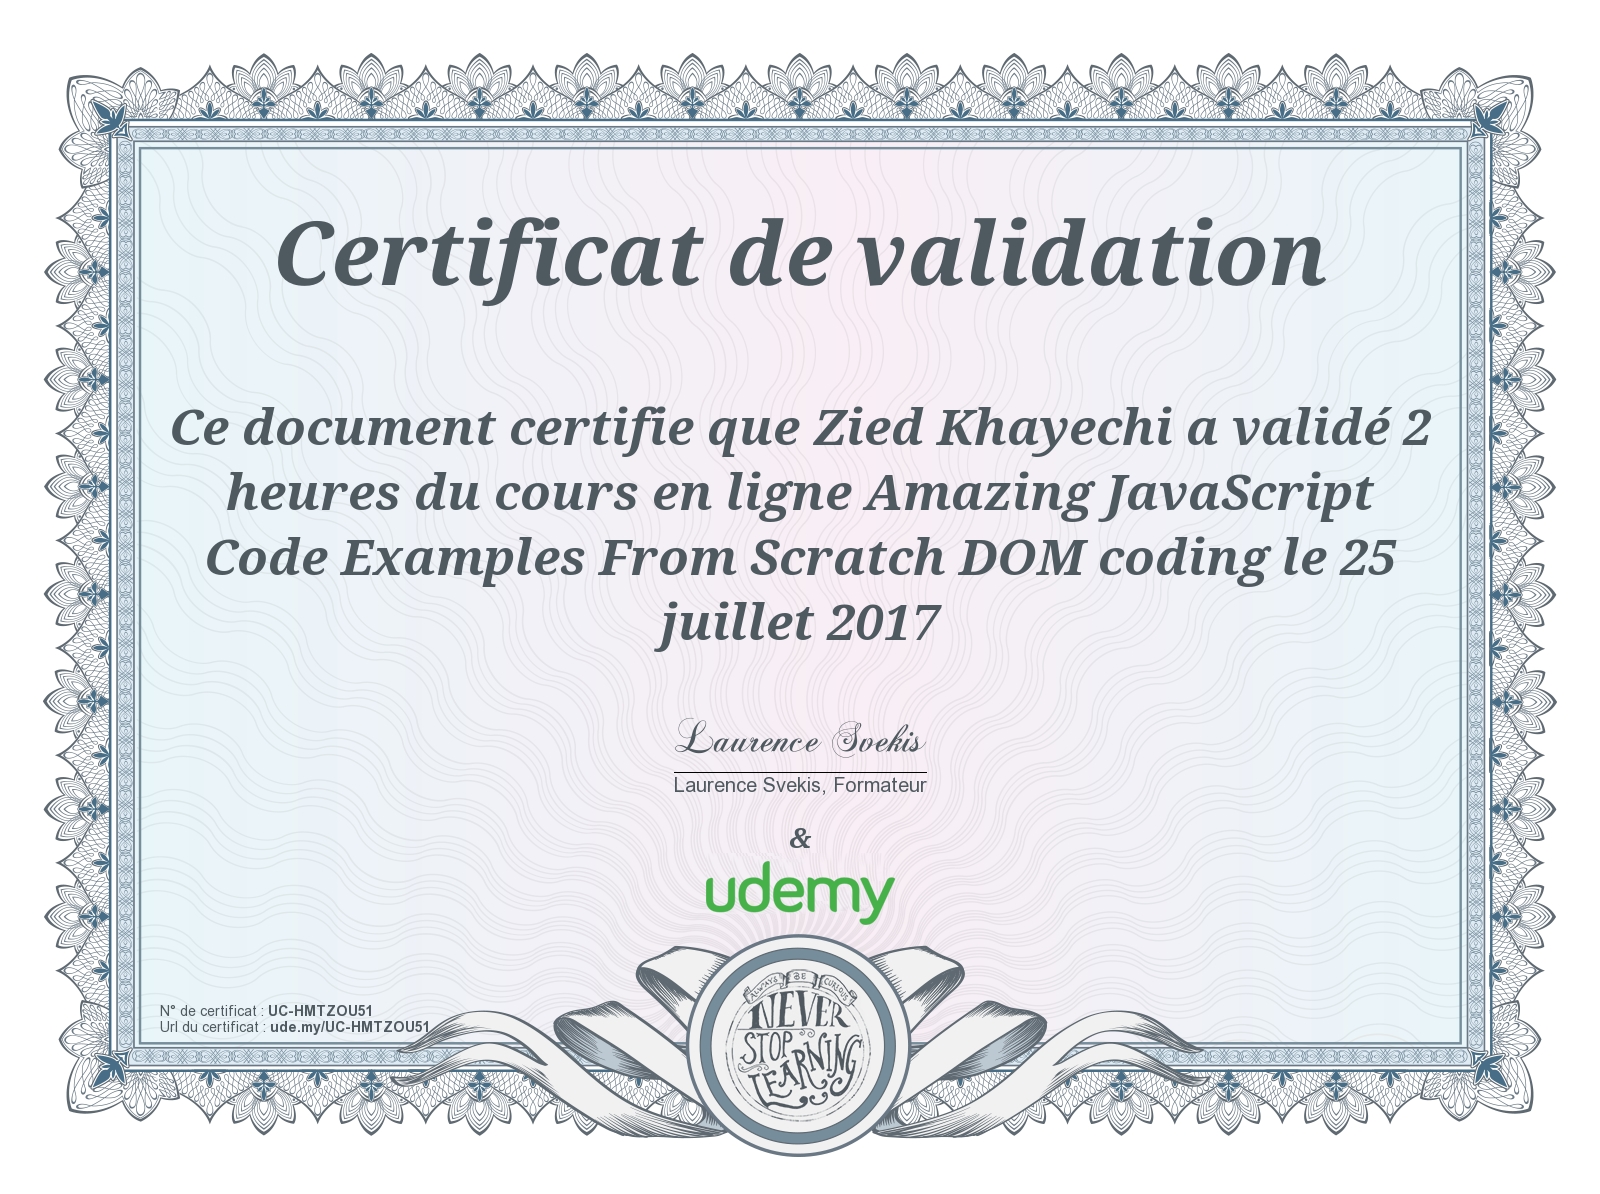 Certificat de validation
Ce document certifie que Zied Khayechi a validé 2
heures du cours en ligne Amazing JavaScript
Code Examples From Scratch DOM coding le 25
juillet 2017
Laurence Svekis
Laurence Svekis, Formateur
&
udemy
N° de certificat : UC-HMTZOU51
Url du certificat : ude.my/UC-HMTZOU51
ALWAYS BE CURIOUS
NEVER
STOP
LEARNING